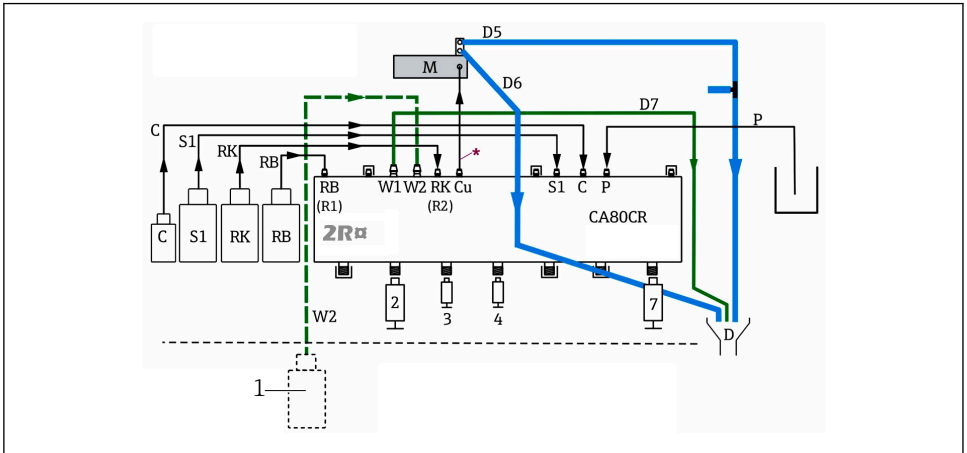 D5
M
D6
D7
C
P
S1
RK
*
RB
RB W1 W2 RK Cu S1 C P
(R1) (R2)
CA80CR
C S1 RK RB
2R¤
2 7
3 4
W2
D
1